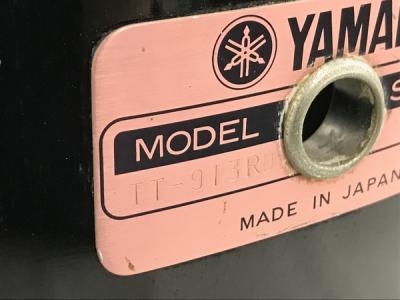 YAMA
MODEL S
TT-913R
MADE IN JAPAN